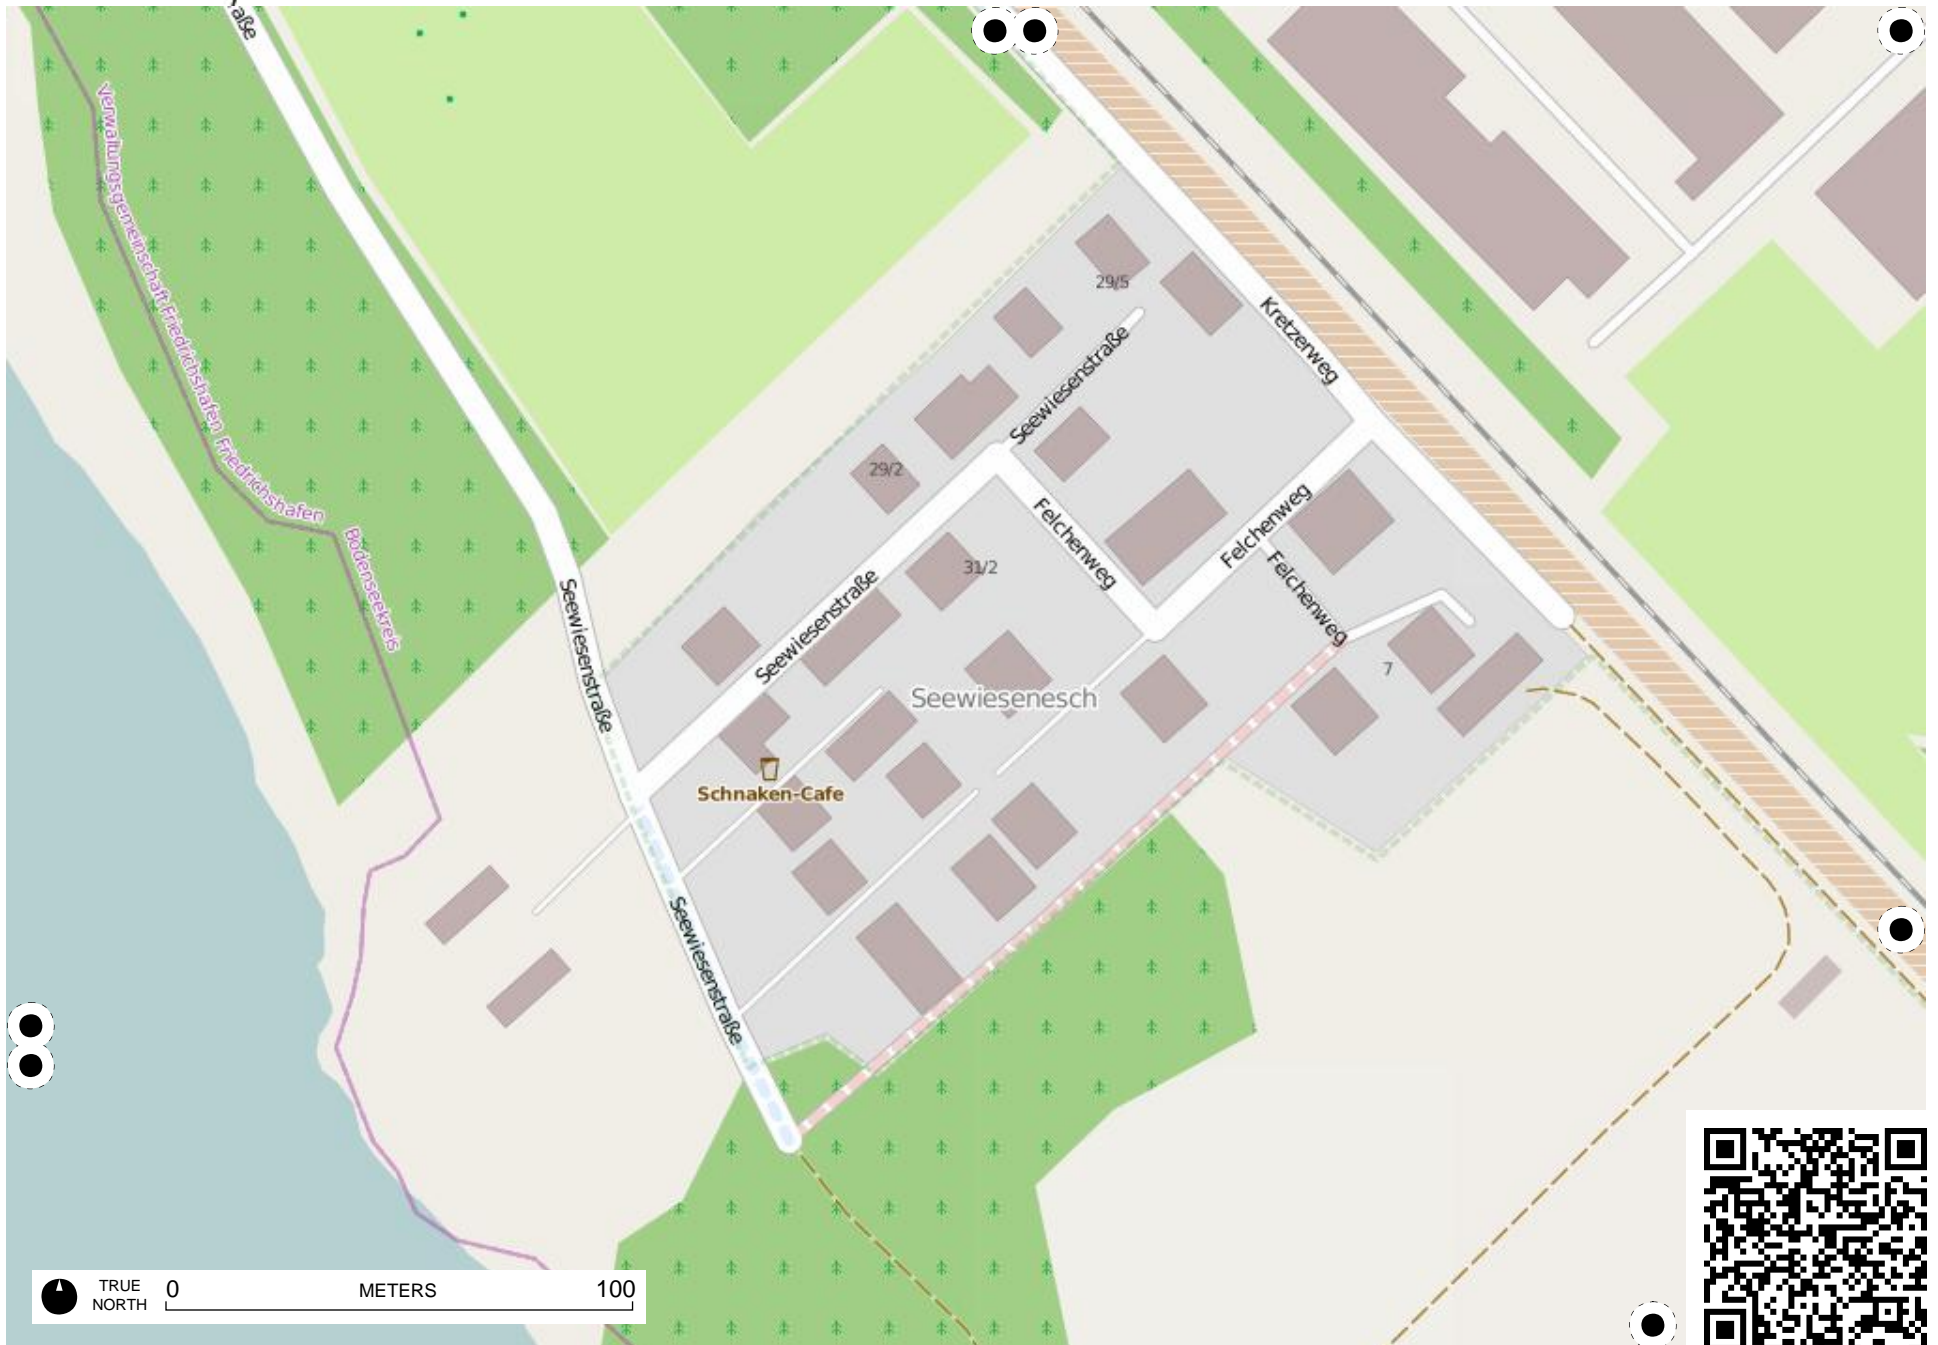 raße
Verwaltungsgemeinschaft Friedrichshafen
Friedrichshafen
Bodenseekreis
29/5
Kretzerweg
Seewiesenstraße
29/2
Felchenweg
Felchenweg
Felchenweg
31/2
Seewiesenstraße
Seewiesenstraße
7
Seewiesenesch
Schnaken-Cafe
Seewiesenstraße
TRUE
NORTH
0 METERS 100